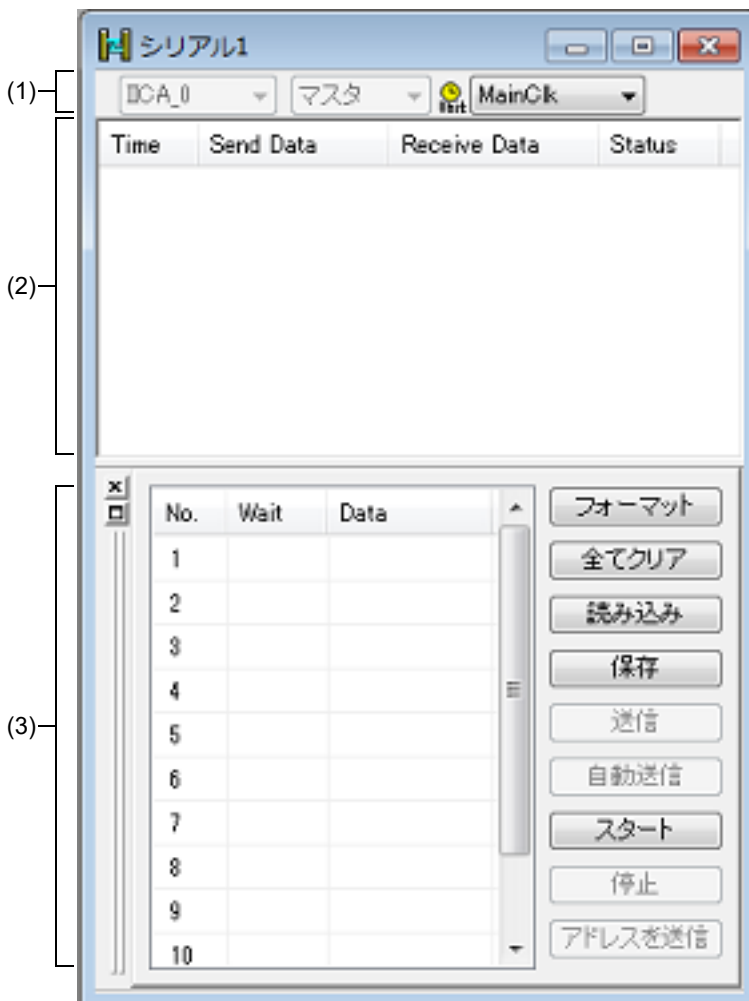 シリアル1
(1)
IICA_0 マスタ 8bit MainClk
Time Send Data Receive Data Status
(2)
(3)
No. Wait Data
1
2
3
4
5
6
7
8
9
10
フォーマット
全てクリア
読み込み
保存
送信
自動送信
スタート
停止
アドレスを送信